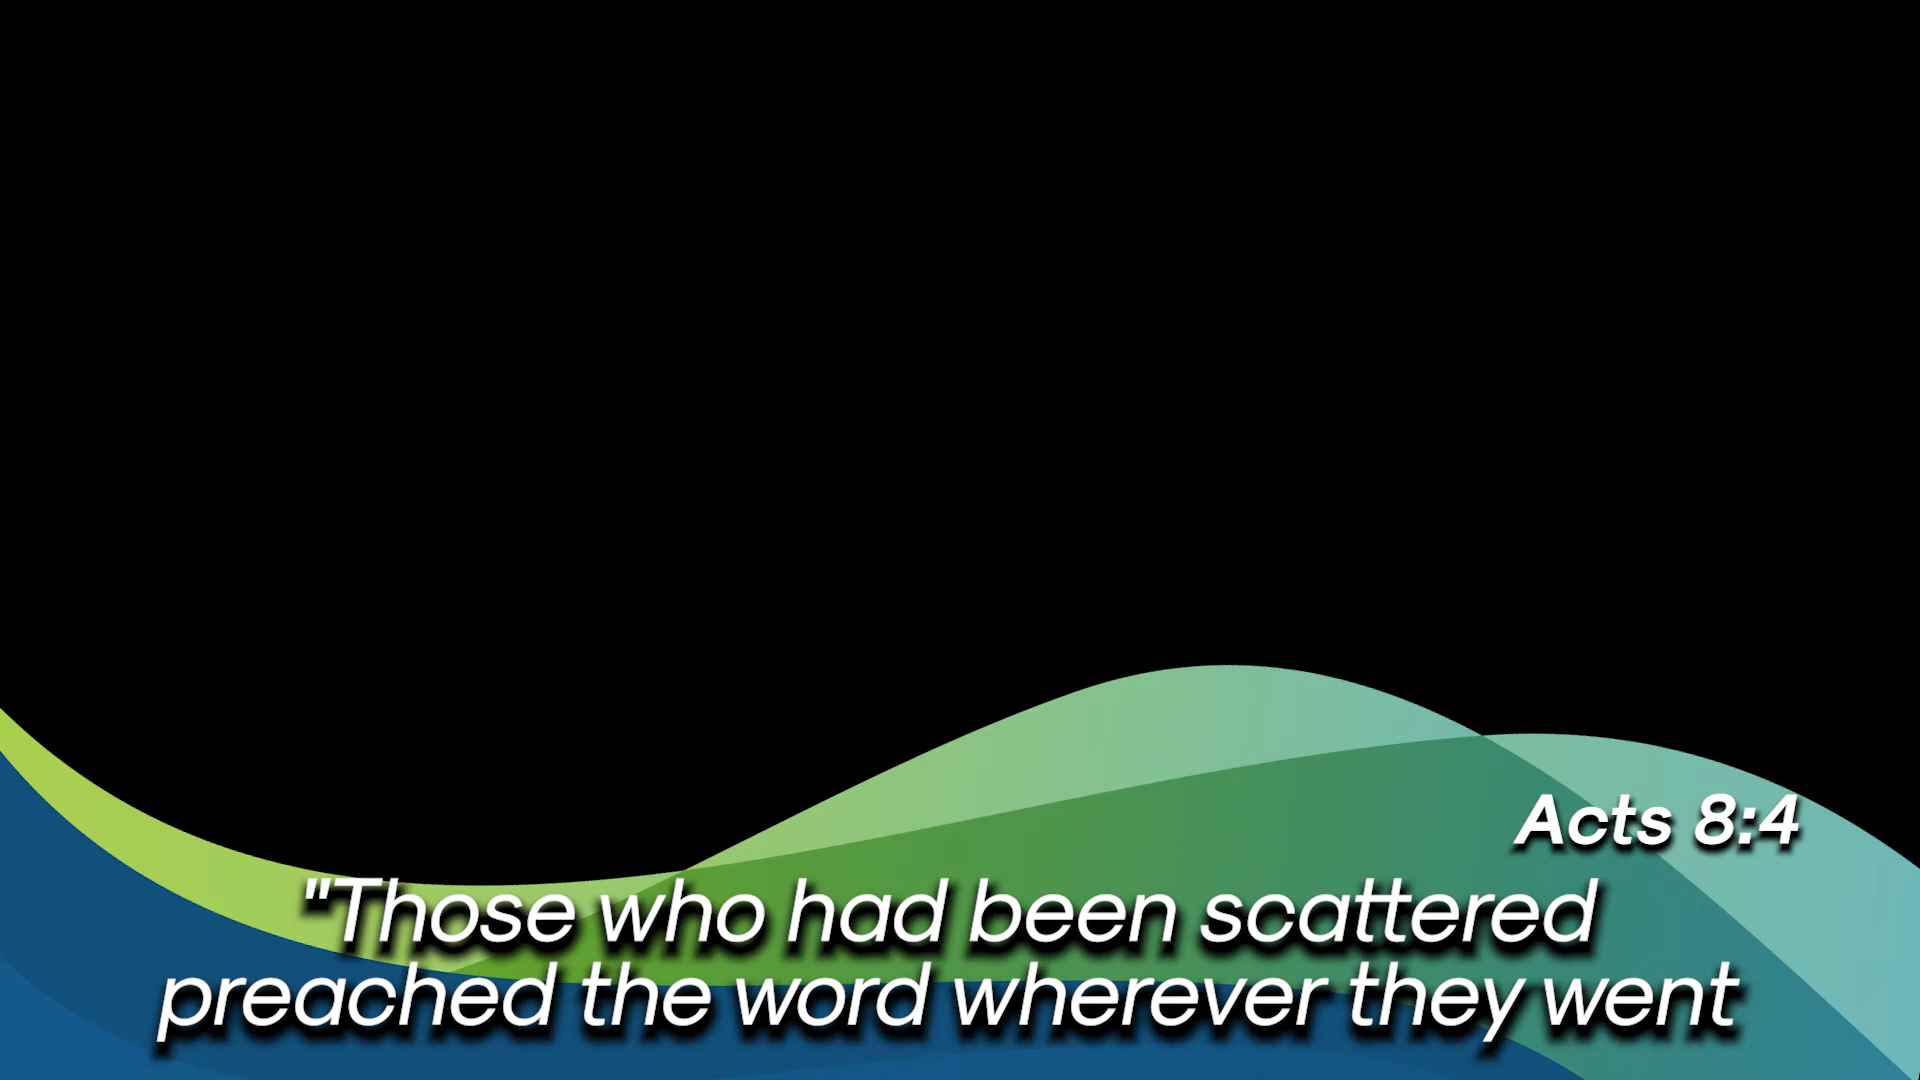 Acts 8:4
"Those who had been scattered
preached the word wherever they went